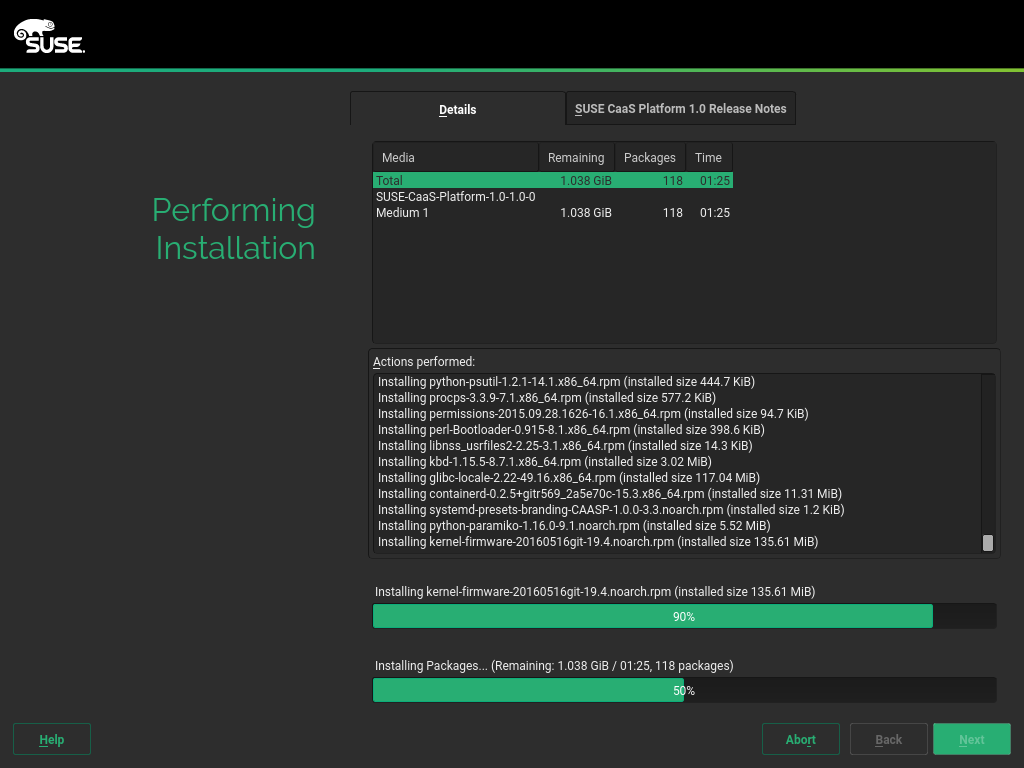 SUSE.
Details
SUSE CaaS Platform 1.0 Release Notes
Media Remaining Packages Time
Total 1.038 GiB 118 01:25
SUSE-CaaS-Platform-1.0-1.0-0
Medium 1 1.038 GiB 118 01:25
Performing
Installation
Actions performed:
Installing python-psutil-1.2.1-14.1.x86_64.rpm (installed size 444.7 KiB)
Installing procps-3.3.9-7.1.x86_64.rpm (installed size 577.2 KiB)
Installing permissions-2015.09.28.1626-16.1.x86_64.rpm (installed size 94.7 KiB)
Installing perl-Bootloader-0.915-8.1.x86_64.rpm (installed size 398.6 KiB)
Installing libnss_usrfiles2-2.25-3.1.x86_64.rpm (installed size 14.3 KiB)
Installing kbd-1.15.5-8.7.1.x86_64.rpm (installed size 3.02 MiB)
Installing glibc-locale-2.22-49.16.x86_64.rpm (installed size 117.04 MiB)
Installing containerd-0.2.5+gitr569_2a5e70c-15.3.x86_64.rpm (installed size 11.31 MiB)
Installing systemd-presets-branding-CAASP-1.0.0-3.3.noarch.rpm (installed size 1.2 KiB)
Installing python-paramiko-1.16.0-9.1.noarch.rpm (installed size 5.52 MiB)
Installing kernel-firmware-20160516git-19.4.noarch.rpm (installed size 135.61 MiB)
Installing kernel-firmware-20160516git-19.4.noarch.rpm (installed size 135.61 MiB)
90%
Installing Packages... (Remaining: 1.038 GiB / 01:25, 118 packages)
50%
Help
Abort
Back
Next